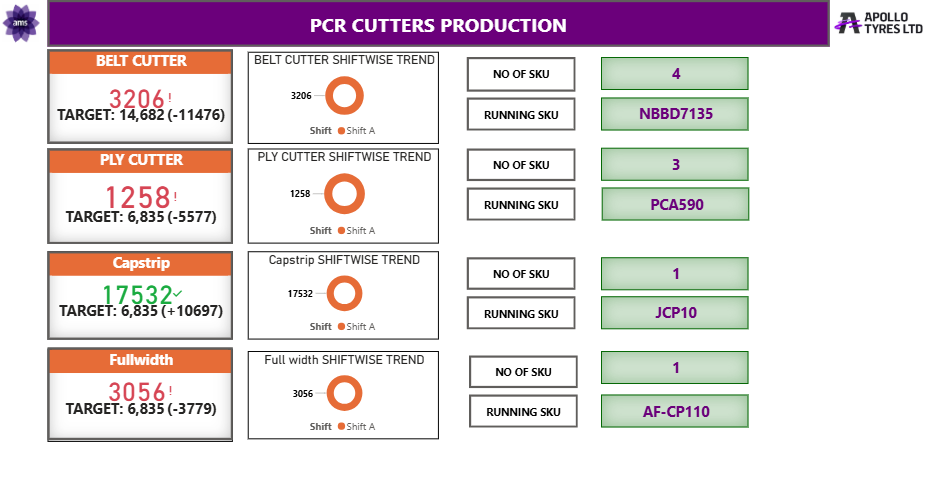 ams
PCR CUTTERS PRODUCTION
APOLLO
TYRES LTD
BELT CUTTER
3206!
TARGET: 14,682 (-11476)
BELT CUTTER SHIFTWISE TREND
3206
Shift Shift A
NO OF SKU
4
RUNNING SKU
NBBD7135
PLY CUTTER
1258!
TARGET: 6,835 (-5577)
PLY CUTTER SHIFTWISE TREND
1258
Shift Shift A
NO OF SKU
3
RUNNING SKU
PCA590
Capstrip
17532✓
TARGET: 6,835 (+10697)
Capstrip SHIFTWISE TREND
17532
Shift Shift A
NO OF SKU
1
RUNNING SKU
JCP10
Fullwidth
3056!
TARGET: 6,835 (-3779)
Full width SHIFTWISE TREND
3056
Shift Shift A
NO OF SKU
1
RUNNING SKU
AF-CP110